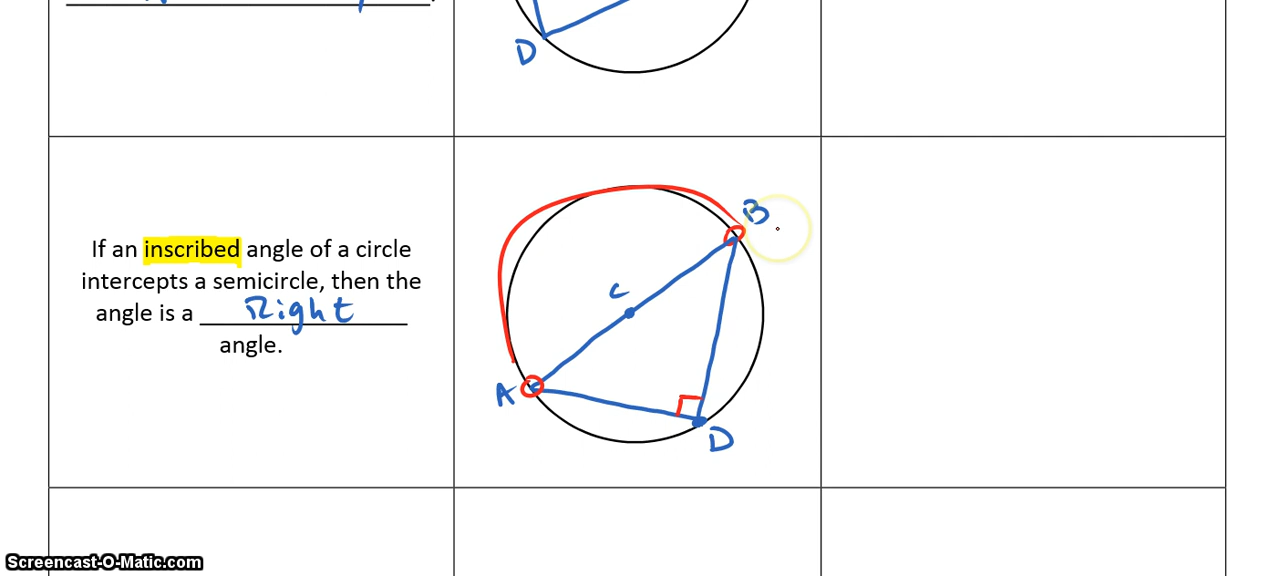 D
If an inscribed angle of a circle
intercepts a semicircle, then the
angle is a Right
angle.
B
C
A
D
Screencast-O-Matic.com